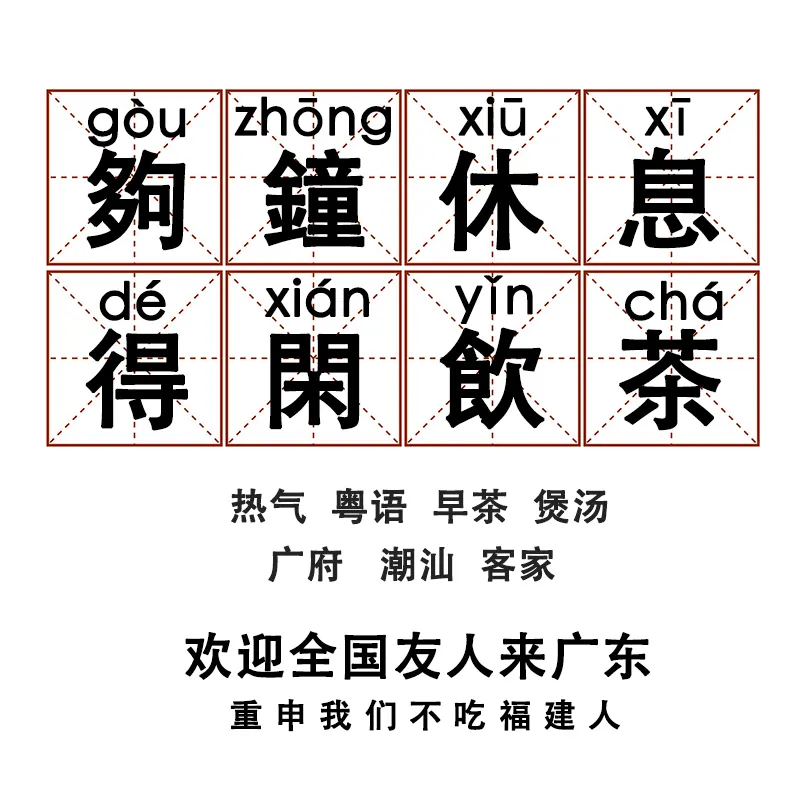 gòu zhōng xiū xī
夠鐘休息
dé xián yǐn chá
得閑飲茶
热气 粤语 早茶 煲汤
广府 潮汕 客家
欢迎全国友人来广东
重申我们不吃福建人